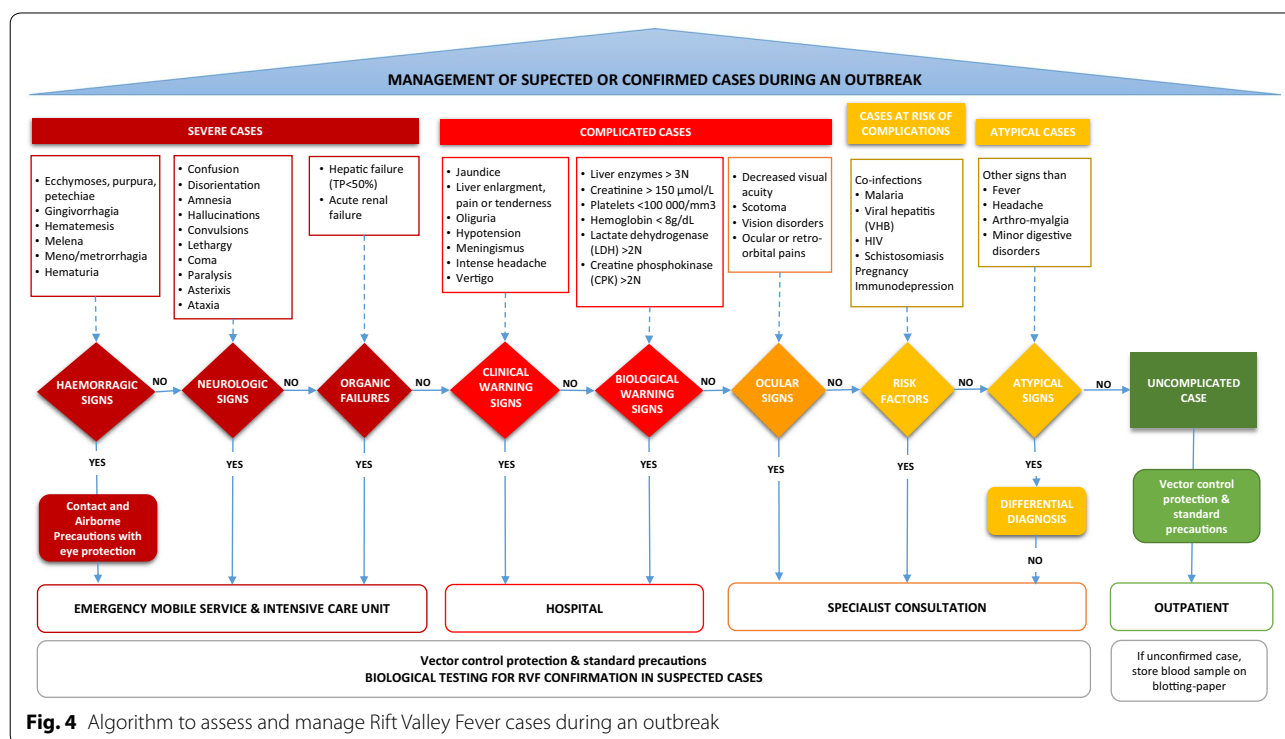 MANAGEMENT OF SUPECTED OR CONFIRMED CASES DURING AN OUTBREAK
SEVERE CASES
COMPLICATED CASES
CASES AT RISK OF
COMPLICATIONS
ATYPICAL CASES
• Ecchymoses, purpura,
petechiae
• Gingivorrhagia
• Hematemesis
• Melena
• Meno/metrorrhagia
• Hematuria
• Confusion
• Disorientation
• Amnesia
• Hallucinations
• Convulsions
• Lethargy
• Coma
• Paralysis
• Asterixis
• Ataxia
• Hepatic failure
(TP<50%)
• Acute renal
failure
• Jaundice
• Liver enlargment,
pain or tenderness
• Oliguria
• Hypotension
• Meningismus
• Intense headache
• Vertigo
• Liver enzymes > 3N
• Creatinine > 150 µmol/L
• Platelets <100 000/mm3
• Hemoglobin < 8g/dL
• Lactate dehydrogenase
(LDH) >2N
• Creatine phosphokinase
(CPK) >2N
• Decreased visual
acuity
• Scotoma
• Vision disorders
• Ocular or retro-
orbital pains
Co-infections
• Malaria
• Viral hepatitis
(VHB)
• HIV
• Schistosomiasis
Pregnancy
Immunodepression
Other signs than
• Fever
• Headache
• Arthro-myalgia
• Minor digestive
disorders
HAEMORRAGIC
SIGNS
NO
NEUROLOGIC
SIGNS
NO
ORGANIC
FAILURES
NO
CLINICAL
WARNING
SIGNS
NO
BIOLOGICAL
WARNING SIGNS
NO
OCULAR
SIGNS
NO
RISK
FACTORS
NO
ATYPICAL
SIGNS
NO
UNCOMPLICATED
CASE
YES
YES
YES
YES
YES
YES
YES
YES
Contact and
Airborne
Precautions with
eye protection
DIFFERENTIAL
DIAGNOSIS
NO
Vector control
protection &
standard
precautions
EMERGENCY MOBILE SERVICE & INTENSIVE CARE UNIT
HOSPITAL
SPECIALIST CONSULTATION
OUTPATIENT
Vector control protection & standard precautions
BIOLOGICAL TESTING FOR RVF CONFIRMATION IN SUSPECTED CASES
If unconfirmed case,
store blood sample on
blotting-paper
Fig. 4 Algorithm to assess and manage Rift Valley Fever cases during an outbreak